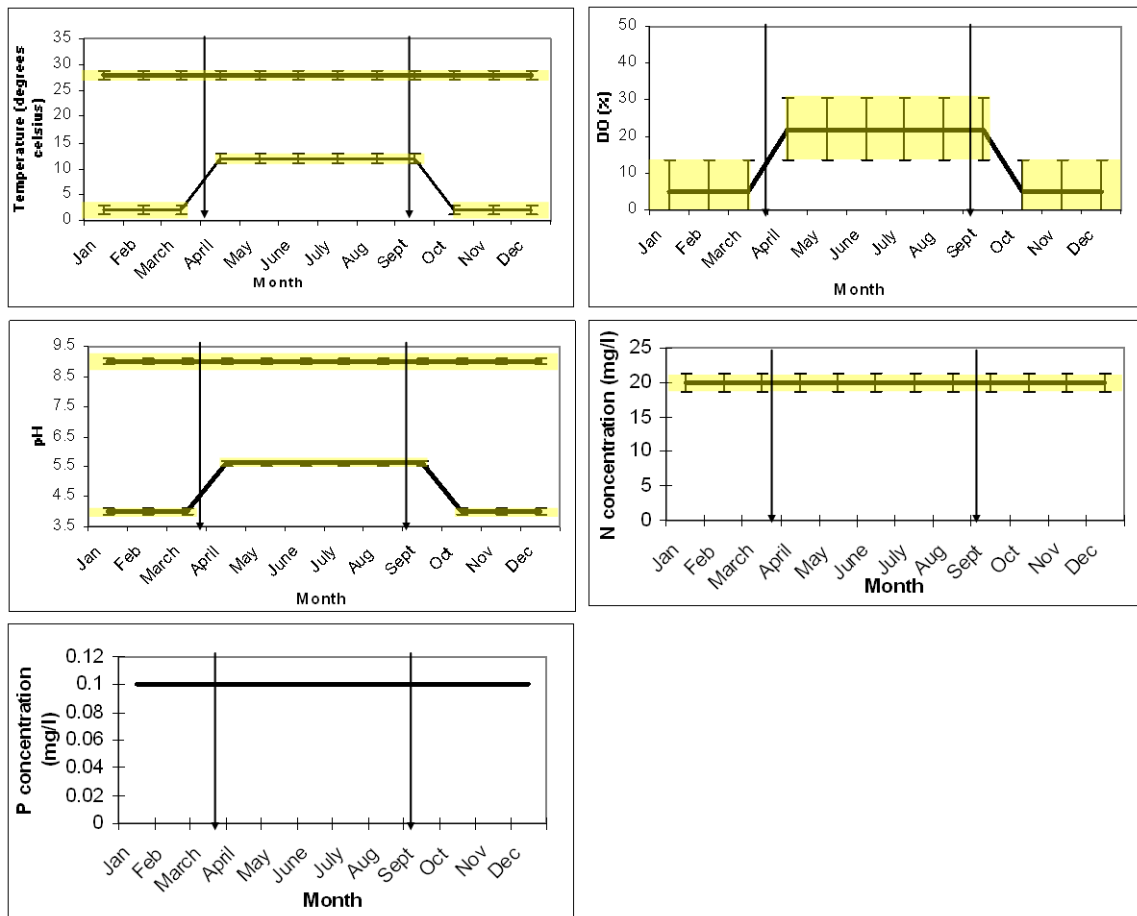 Temperature (degrees
celsius)
35
30
25
20
15
10
5
0
Jan
Feb
March
April
May
June
July
Aug
Sept
Oct
Nov
Dec
Month
DO (%)
50
40
30
20
10
0
Jan
Feb
March
April
May
June
July
Aug
Sept
Oct
Nov
Dec
Month
pH
9.5
8.5
7.5
6.5
5.5
4.5
3.5
Jan
Feb
March
April
May
June
July
Aug
Sept
Oct
Nov
Dec
Month
N concentration (mg/l)
25
20
15
10
5
0
Jan
Feb
March
April
May
June
July
Aug
Sept
Oct
Nov
Dec
Month
P concentration
(mg/l)
0.12
0.1
0.08
0.06
0.04
0.02
0
Jan
Feb
March
April
May
June
July
Aug
Sept
Oct
Nov
Dec
Month